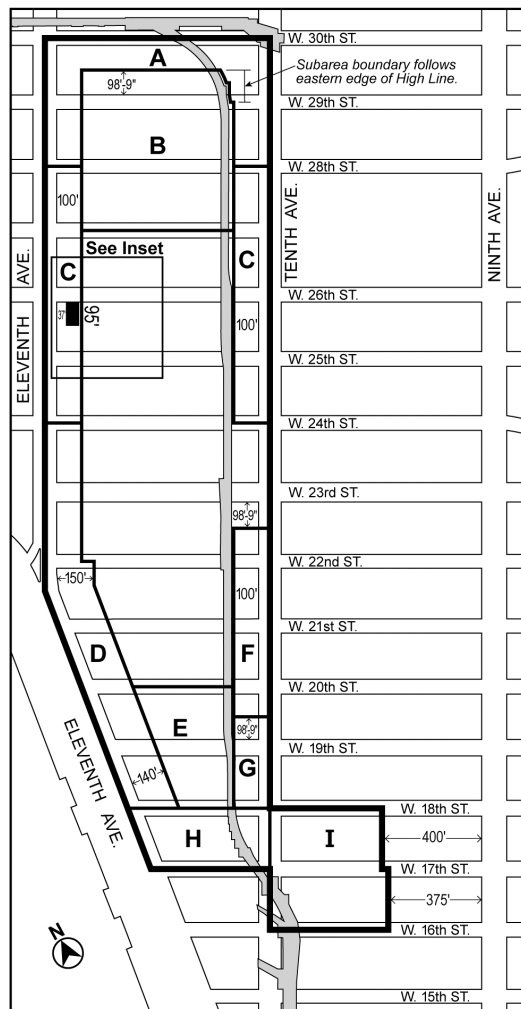 W. 30th ST.
A
Subarea boundary follows
eastern edge of High Line.
98'-9"
W. 29th ST.
B
W. 28th ST.
100'
TENTH AVE.
NINTH AVE.
See Inset
C
C
ELEVENTH AVE.
W. 26th ST.
37'
95'
100'
W. 25th ST.
W. 24th ST.
W. 23rd ST.
98'-9"
W. 22nd ST.
150'
100'
W. 21st ST.
D
F
W. 20th ST.
E
98'-9"
W. 19th ST.
ELEVENTH AVE.
140'
G
W. 18th ST.
H
I
400'
W. 17th ST.
375'
W. 16th ST.
N
W. 15th ST.